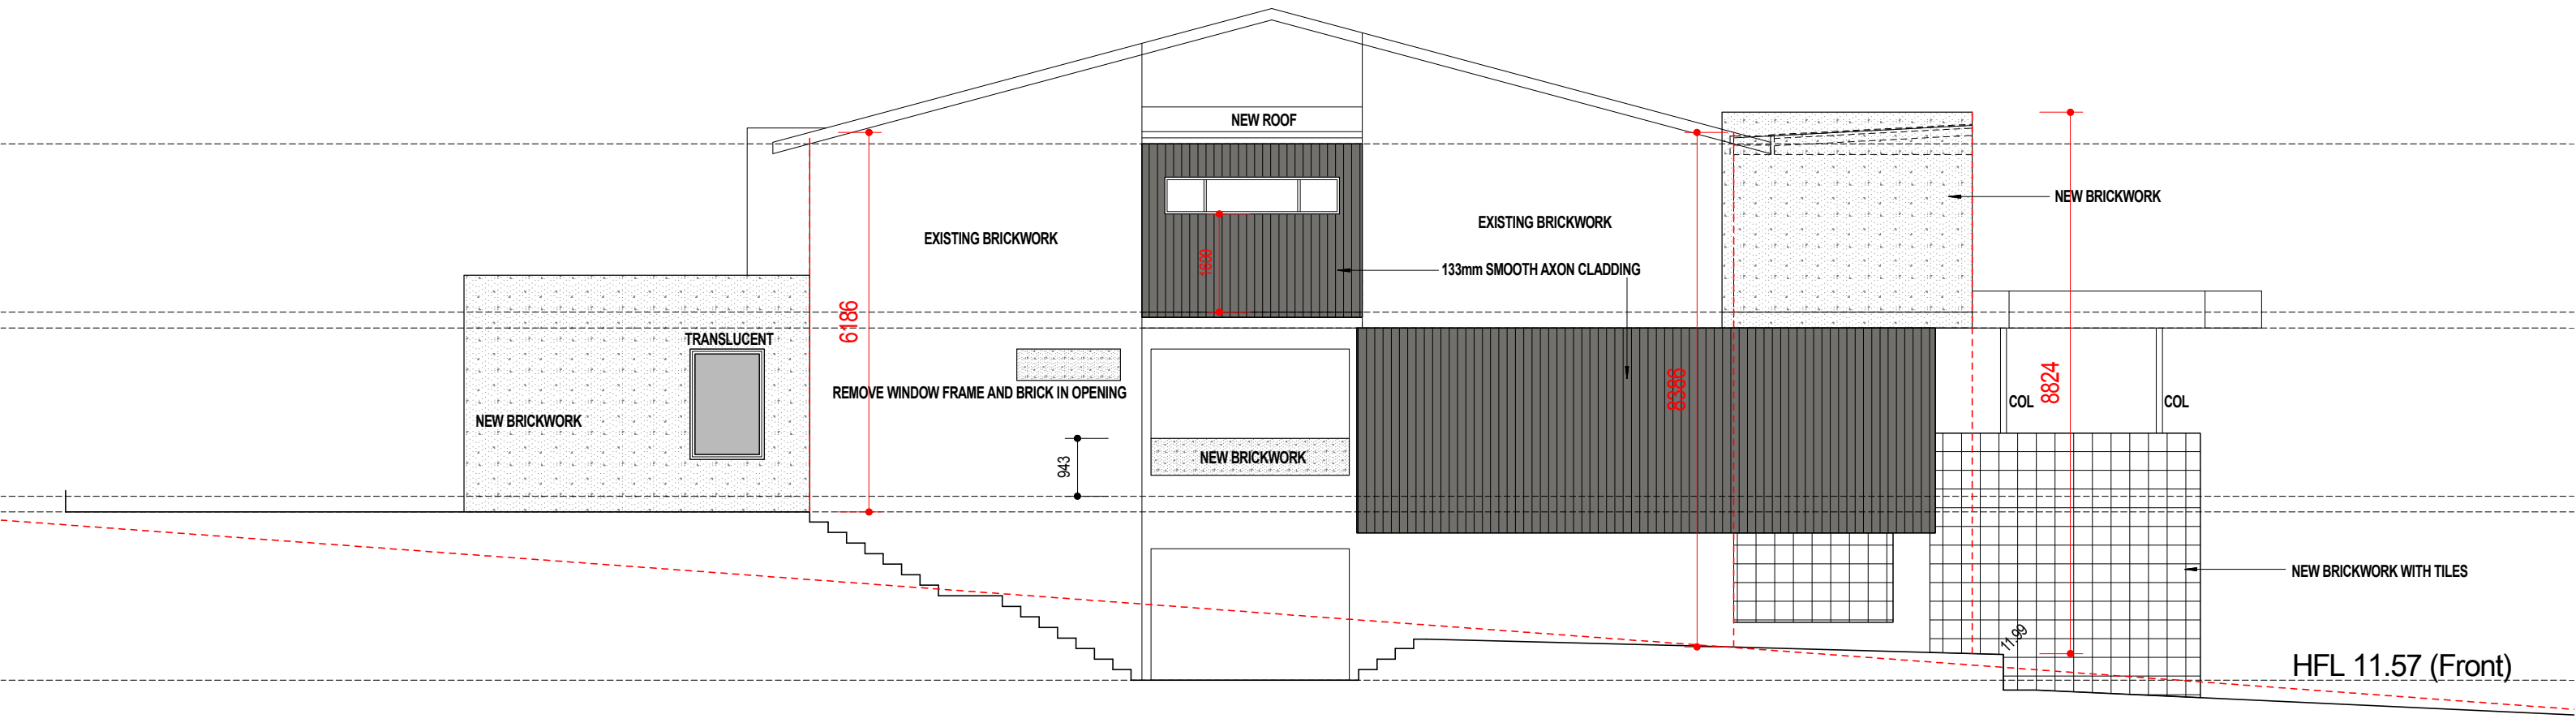 NEW ROOF
NEW BRICKWORK
EXISTING BRICKWORK
EXISTING BRICKWORK
133mm SMOOTH AXON CLADDING
1600
6186
TRANSLUCENT
REMOVE WINDOW FRAME AND BRICK IN OPENING
8386
8824
COL
COL
NEW BRICKWORK
943
NEW BRICKWORK
NEW BRICKWORK WITH TILES
11.99
HFL 11.57 (Front)